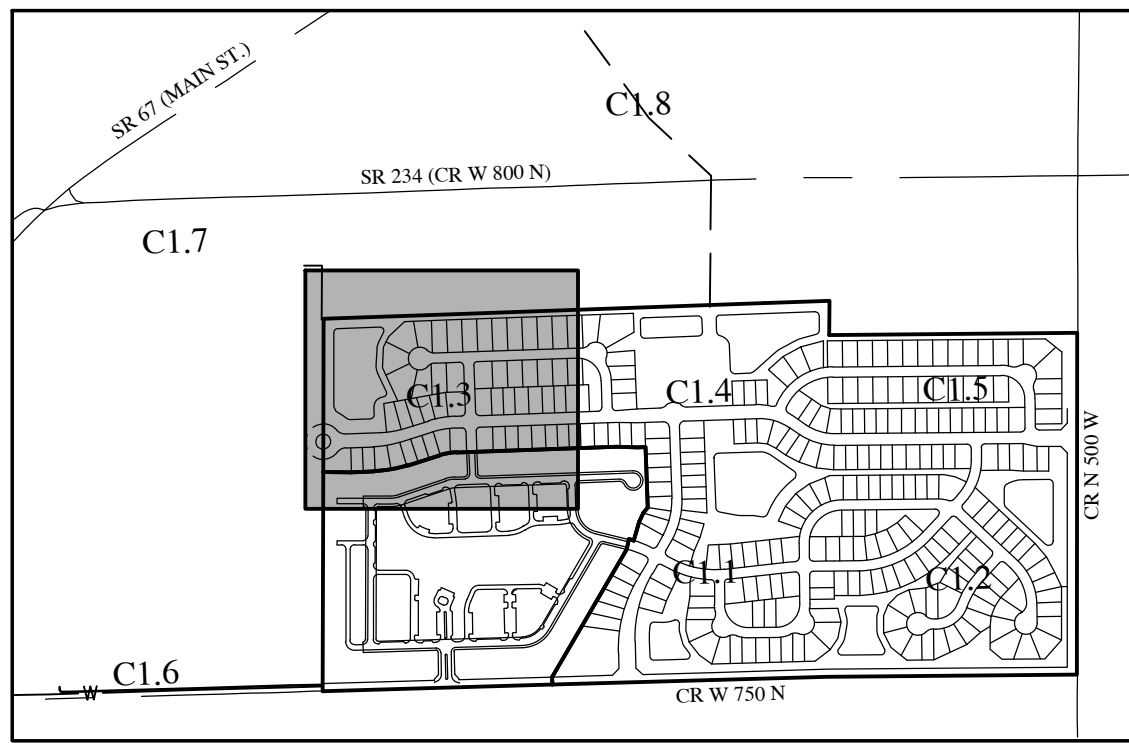 SR 67 (MAIN ST.)
C1.8
SR 234 (CR W 800 N)
C1.7
C1.3
C1.4
C1.5
CR N 500 W
C1.1
C1.2
C1.6
W
CR W 750 N